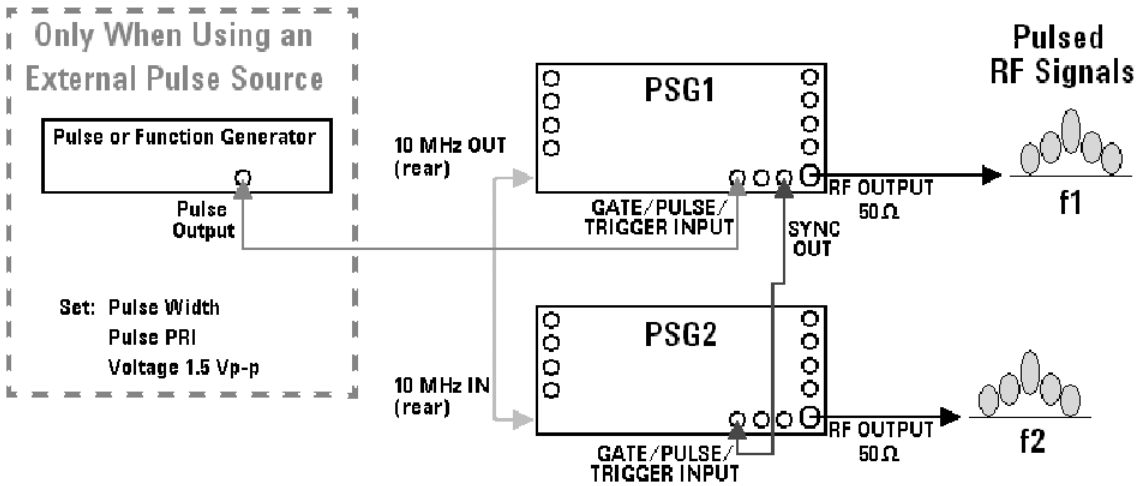 Only When Using an
External Pulse Source
Pulse or Function Generator
Pulse
Output
Set: Pulse Width
Pulse PRI
Voltage 1.5 Vp-p
10 MHz OUT
(rear)
PSG1
GATE/PULSE/
TRIGGER INPUT
SYNC
OUT
RF OUTPUT
50Ω
Pulsed
RF Signals
f1
10 MHz IN
(rear)
PSG2
GATE/PULSE/
TRIGGER INPUT
RF OUTPUT
50Ω
f2